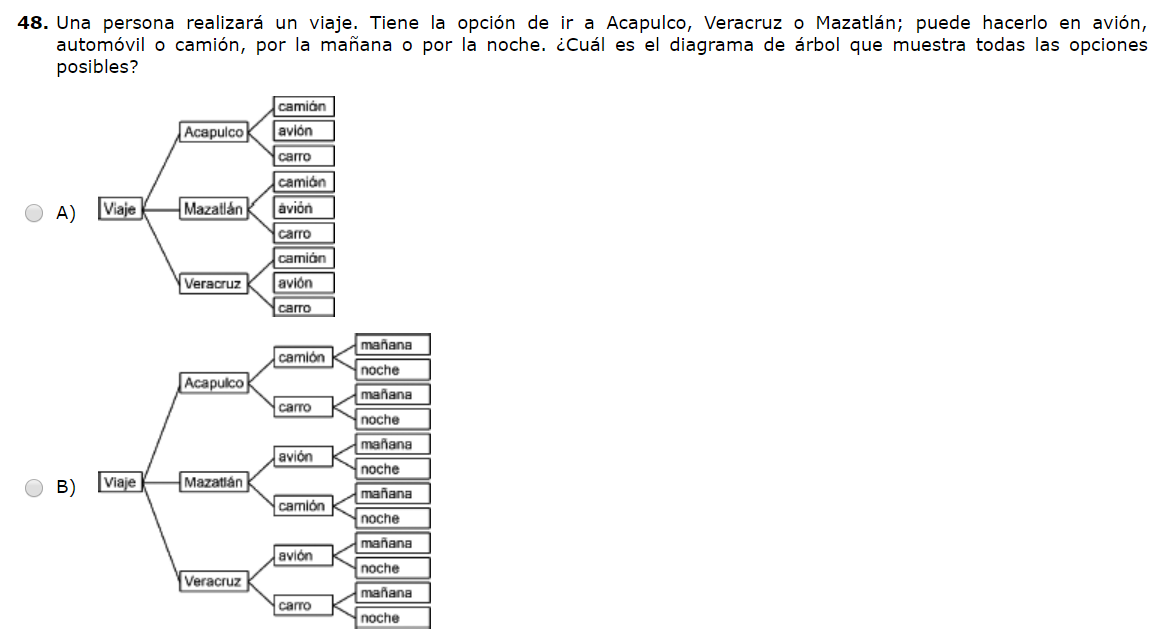 48. Una persona realizará un viaje. Tiene la opción de ir a Acapulco, Veracruz o Mazatlán; puede hacerlo en avión,
automóvil o camión, por la mañana o por la noche. ¿Cuál es el diagrama de árbol que muestra todas las opciones
posibles?
camión
Acapulco
avión
carro
camión
A)
Viaje
Mazatlán
avión
carro
camión
Veracruz
avión
carro
mañana
camión
noche
Acapulco
mañana
carro
noche
mañana
avión
noche
B)
Viaje
Mazatlán
mañana
camión
noche
mañana
avión
noche
Veracruz
mañana
carro
noche